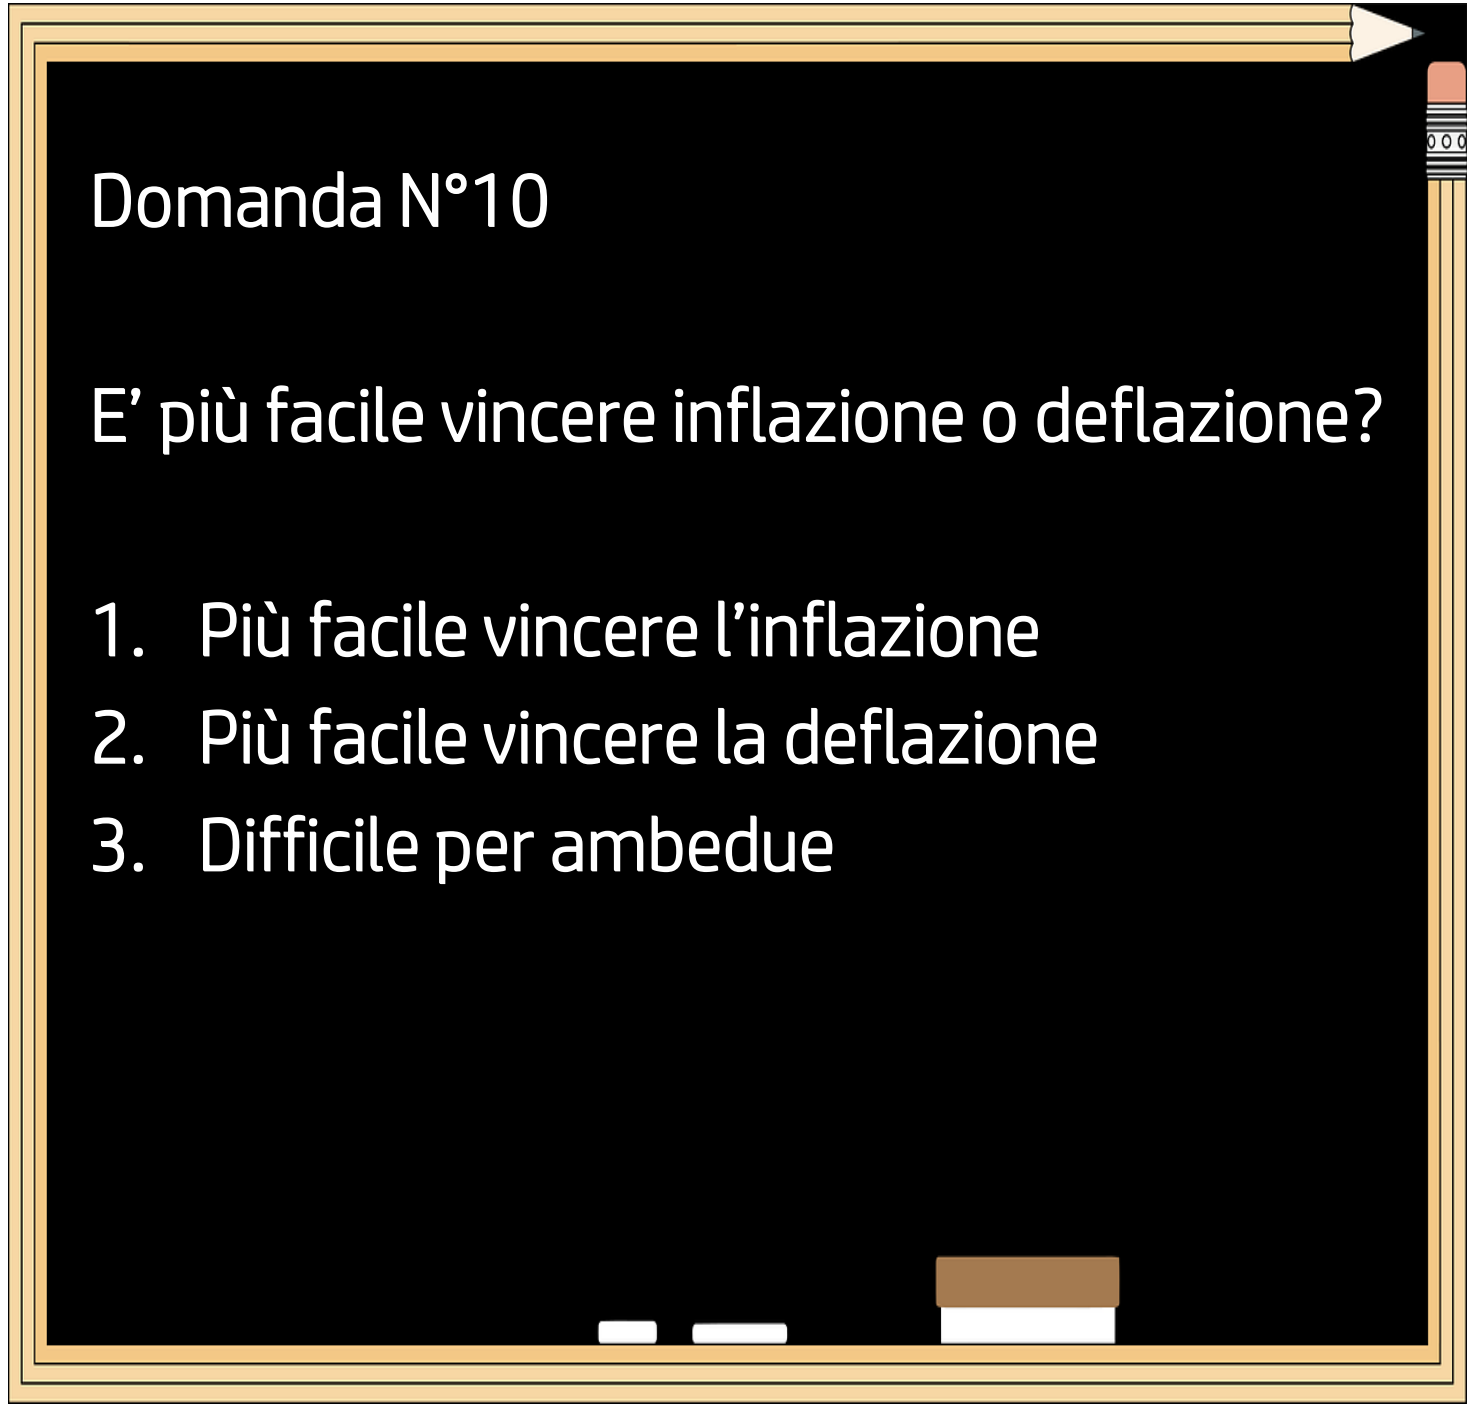 Domanda N°10
E’ più facile vincere inflazione o deflazione?
1. Più facile vincere l’inflazione
2. Più facile vincere la deflazione
3. Difficile per ambedue